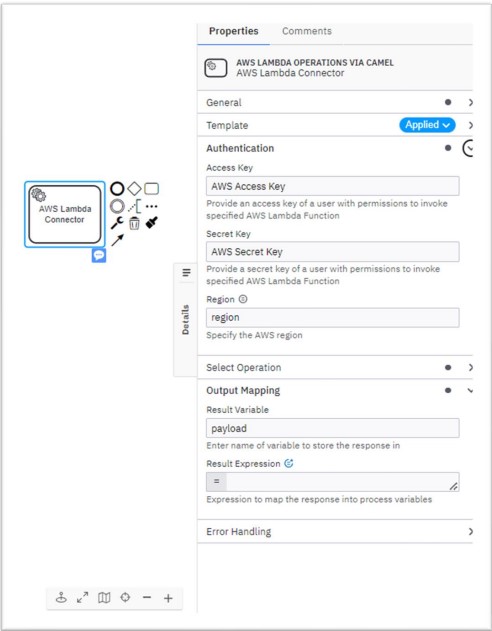 Properties Comments
AWS LAMBDA OPERATIONS VIA CAMEL
AWS Lambda Connector
General
Template Applied
Authentication
Access Key
AWS Access Key
Provide an access key of a user with permissions to invoke
specified AWS Lambda Function
Secret Key
AWS Secret Key
Provide a secret key of a user with permissions to invoke
specified AWS Lambda Function
Region
region
Specify the AWS region
Select Operation
Output Mapping
Result Variable
payload
Enter name of variable to store the response in
Result Expression
=
Expression to map the response into process variables
Error Handling
AWS Lambda
Connector
Details